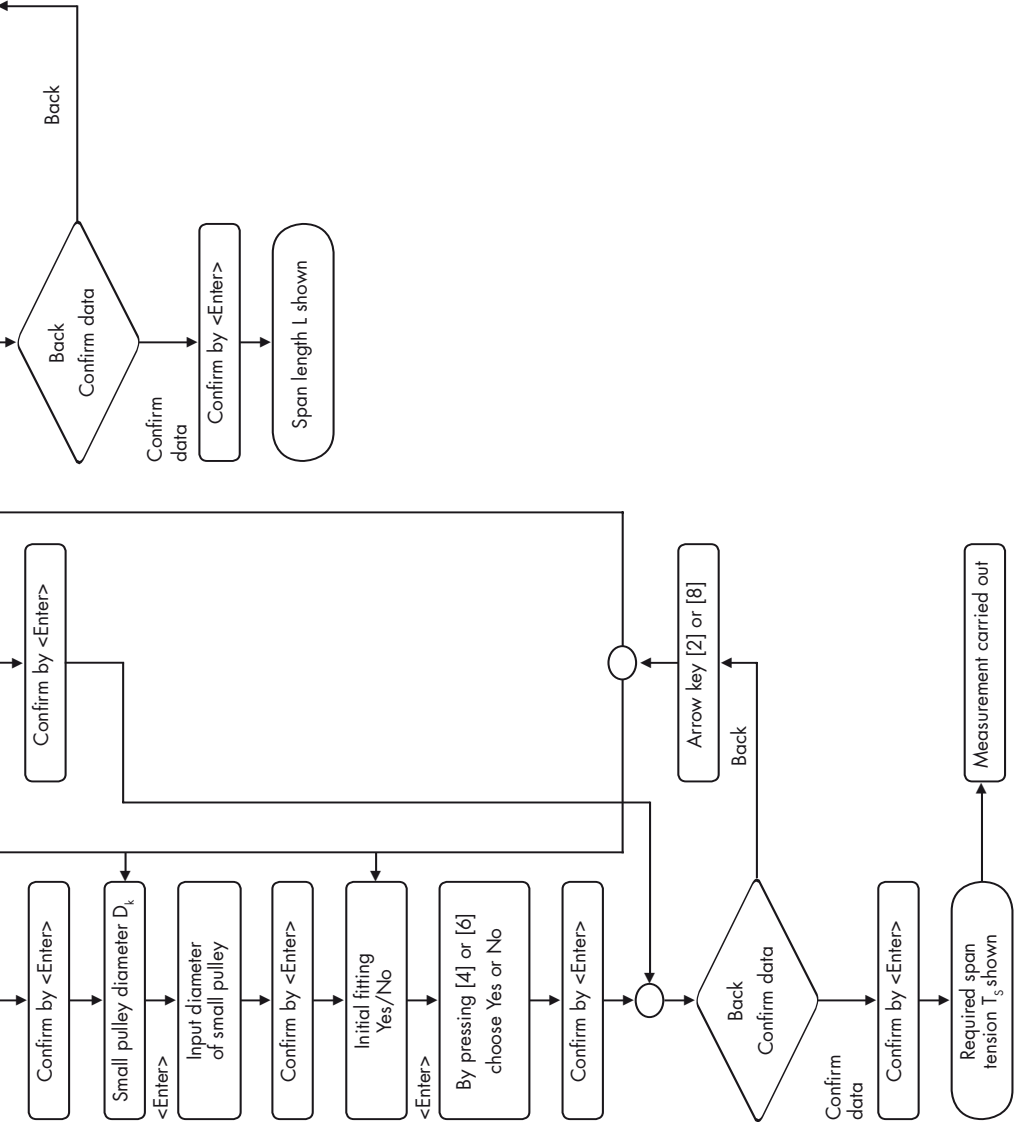 Confirm by <Enter>
Small pulley diameter Dk
<Enter>
Input diameter
of small pulley
Confirm by <Enter>
Initial fitting
Yes/No
<Enter>
By pressing [4] or [6]
choose Yes or No
Confirm by <Enter>
Back
Confirm data
Back
Arrow key [2] or [8]
Confirm
data
Confirm by <Enter>
Required span
tension Ts shown
Measurement carried out
Confirm by <Enter>
Back
Back
Confirm data
Confirm
data
Confirm by <Enter>
Span length L shown